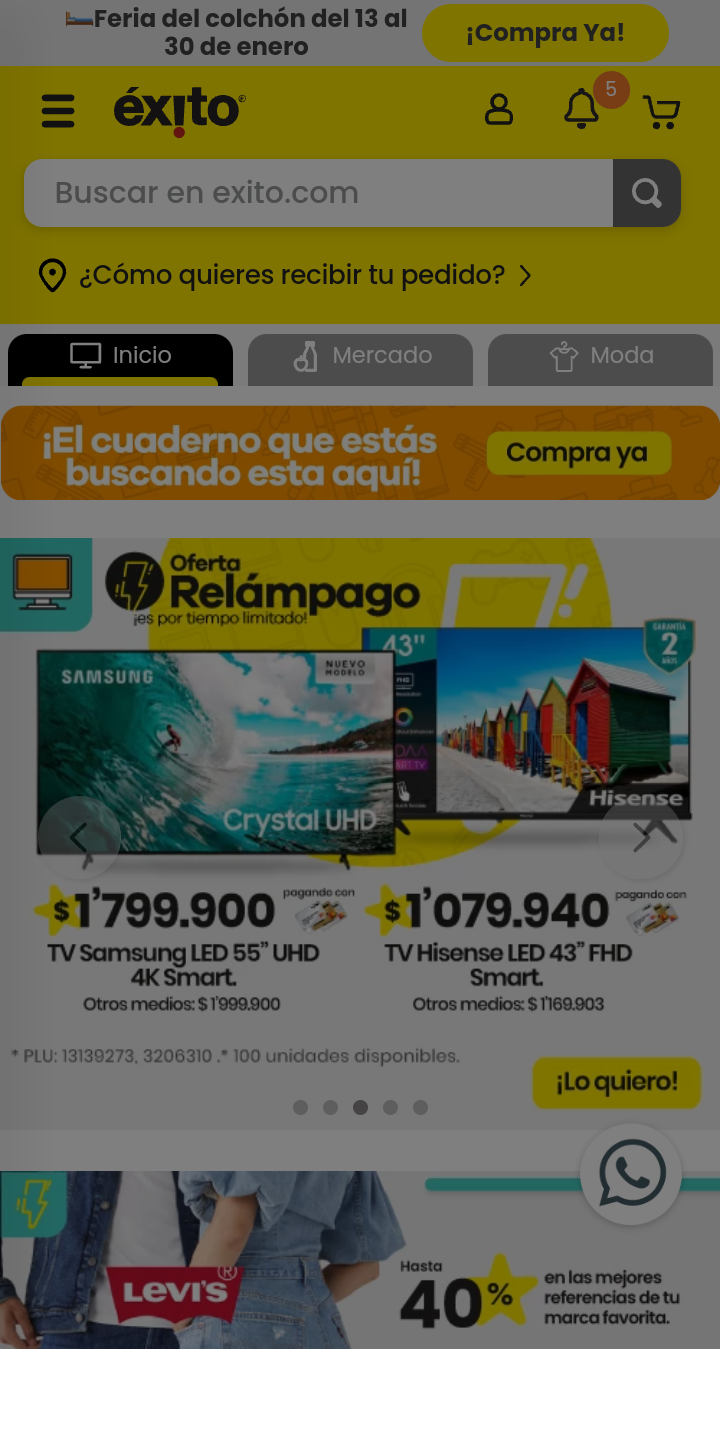 Feria del colchón del 13 al
30 de enero
¡Compra Ya!
éxito®
5
Buscar en exito.com
¿Cómo quieres recibir tu pedido?
Inicio
Mercado
Moda
¡El cuaderno que estás
buscando esta aquí!
Compra ya
Oferta
Relámpago
¡es por tiempo limitado!
SAMSUNG
NUEVO
MODELO
43"
GARANTÍA
2
AÑOS
FHD
Crystal UHD
Hisense
$1’799.900
pagando con
TV Samsung LED 55” UHD
4K Smart.
Otros medios: $ 1’999.900
$1’079.940
pagando con
TV Hisense LED 43” FHD
Smart.
Otros medios: $ 1’169.903
* PLU: 13139273, 3206310 .* 100 unidades disponibles.
¡Lo quiero!
LEVI'S®
Hasta
40%
en las mejores
referencias de tu
marca favorita.